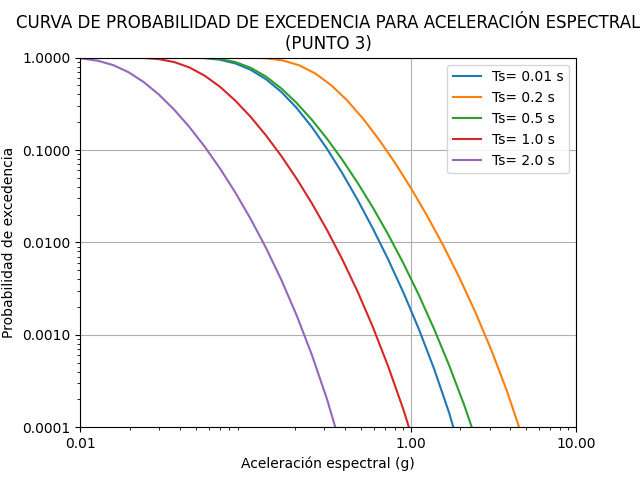 CURVA DE PROBABILIDAD DE EXCEDENCIA PARA ACELERACIÓN ESPECTRAL
(PUNTO 3)
Probabilidad de excedencia
1.0000
0.1000
0.0100
0.0010
0.0001
Ts= 0.01 s
Ts= 0.2 s
Ts= 0.5 s
Ts= 1.0 s
Ts= 2.0 s
0.01
1.00
10.00
Aceleración espectral (g)